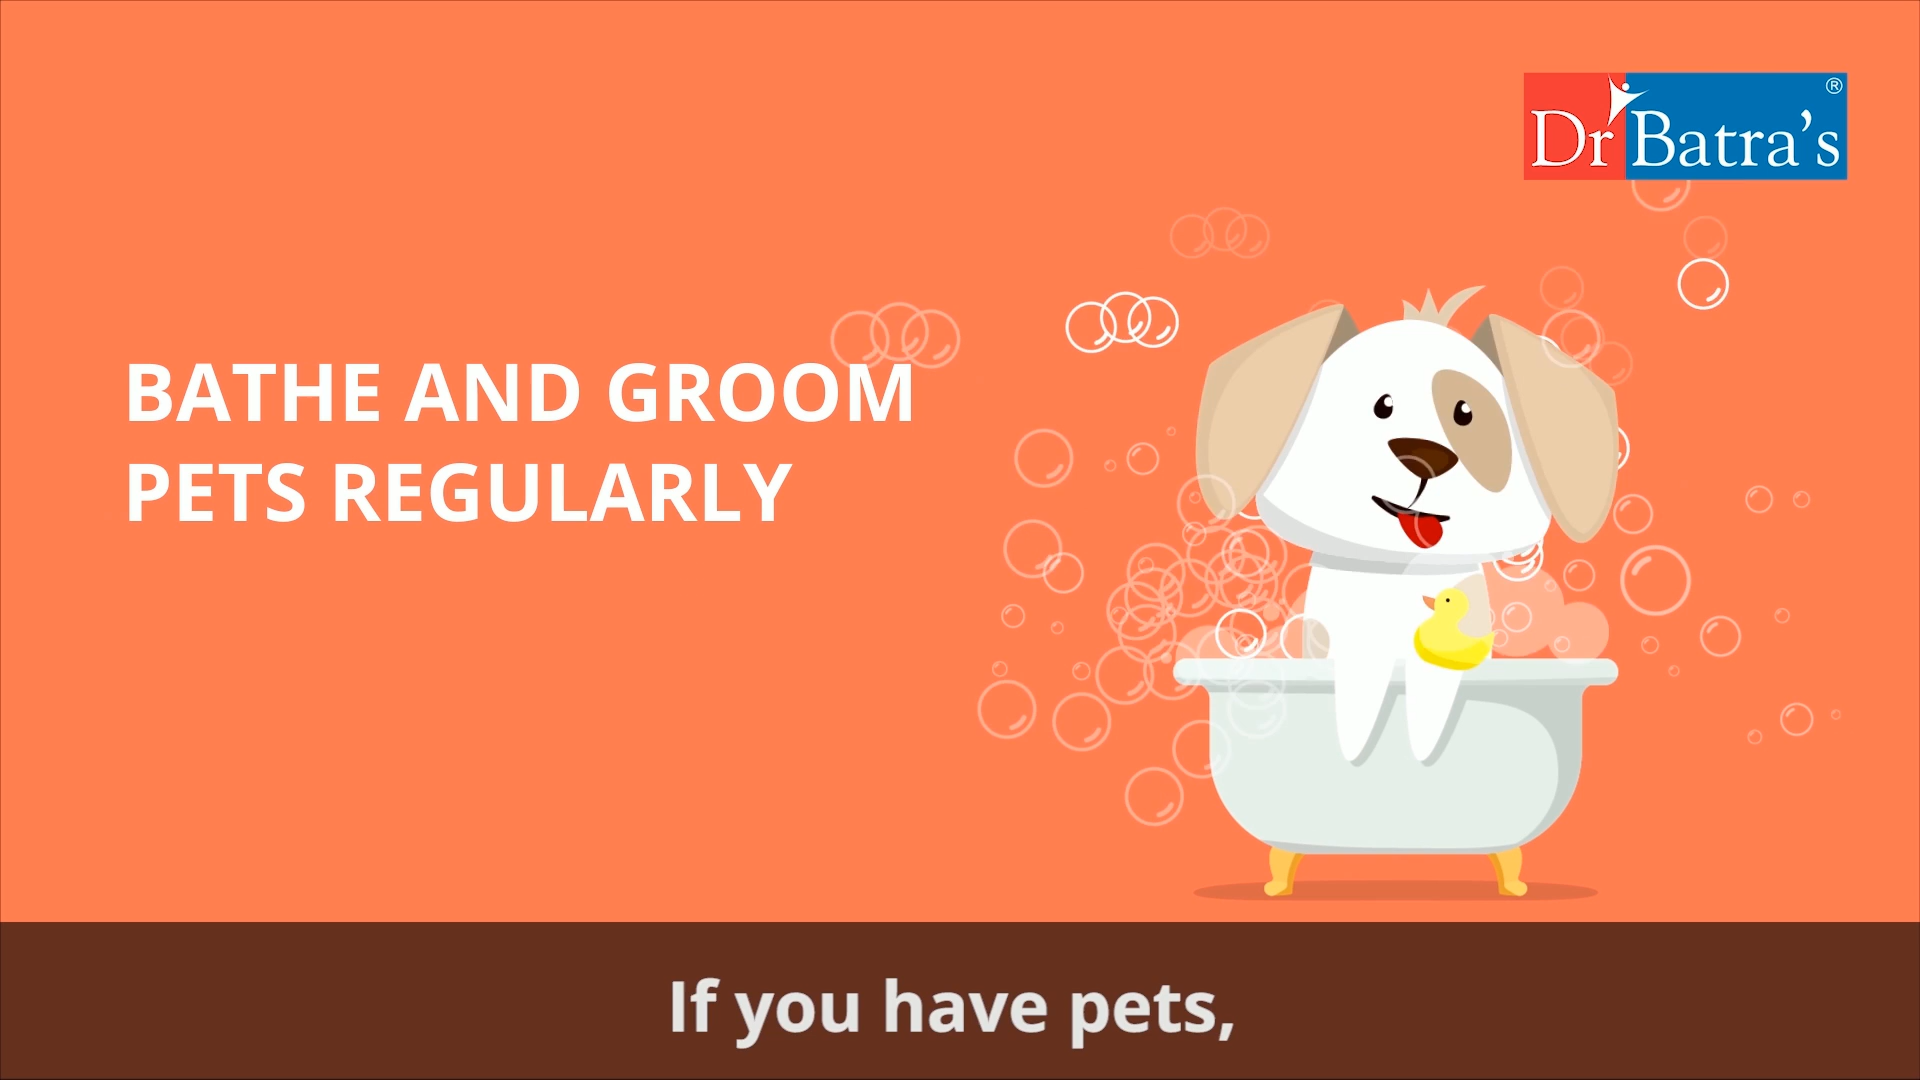 Dr Batra's®
BATHE AND GROOM
PETS REGULARLY
If you have pets,